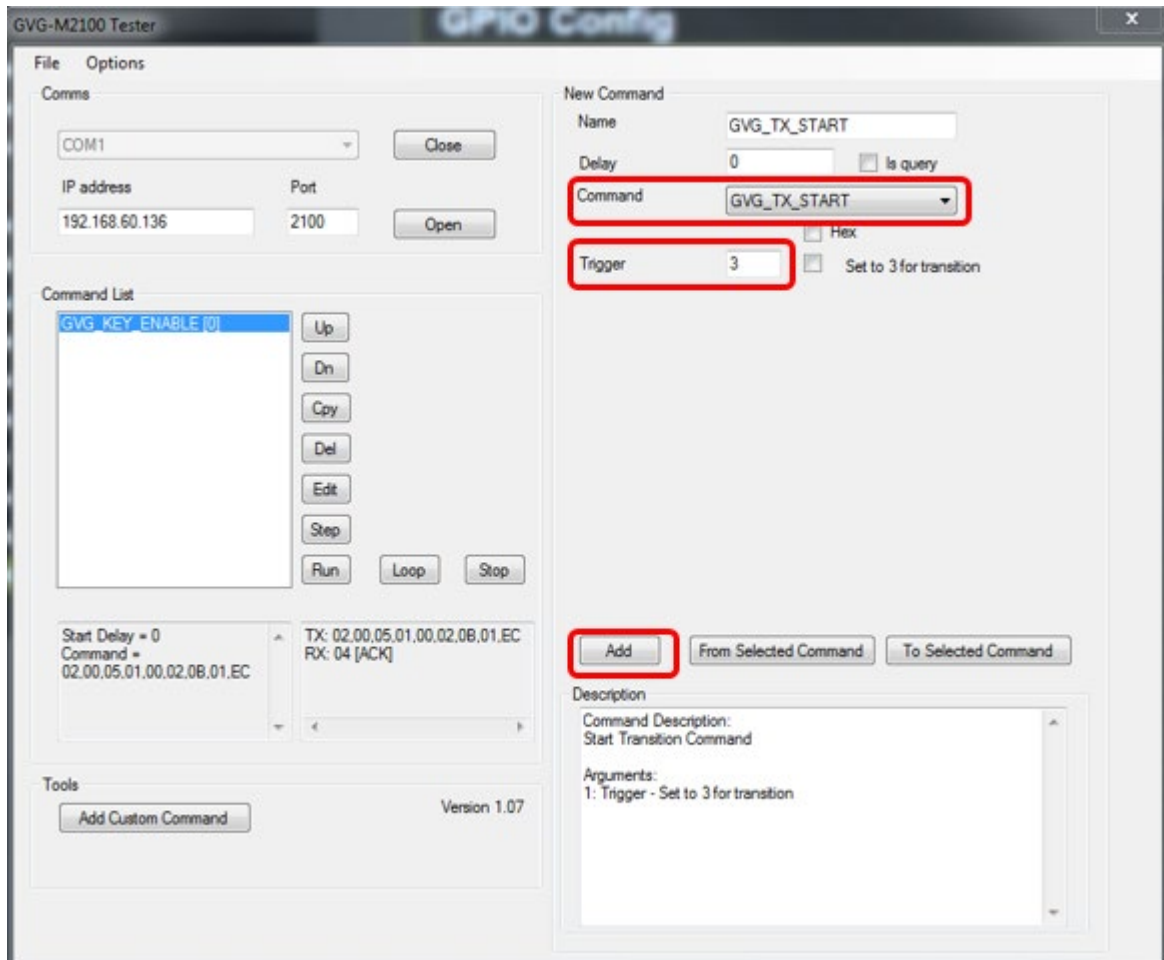 GPIO Config
GVG-M2100 Tester
X
File Options
Comms
COM1
Close
IP address Port
192.168.60.136 2100 Open
Command List
GVG_KEY_ENABLE [0]
Up
Dn
Cpy
Del
Edit
Step
Run Loop Stop
Start Delay = 0
Command =
02,00,05,01,00,02,0B,01,EC
TX: 02,00,05,01,00,02,0B,01,EC
RX: 04 [ACK]
Tools
Add Custom Command
Version 1.07
New Command
Name GVG_TX_START
Delay 0 Is query
Command GVG_TX_START
Hex
Trigger 3 Set to 3 for transition
Add From Selected Command To Selected Command
Description
Command Description:
Start Transition Command
Arguments:
1: Trigger - Set to 3 for transition